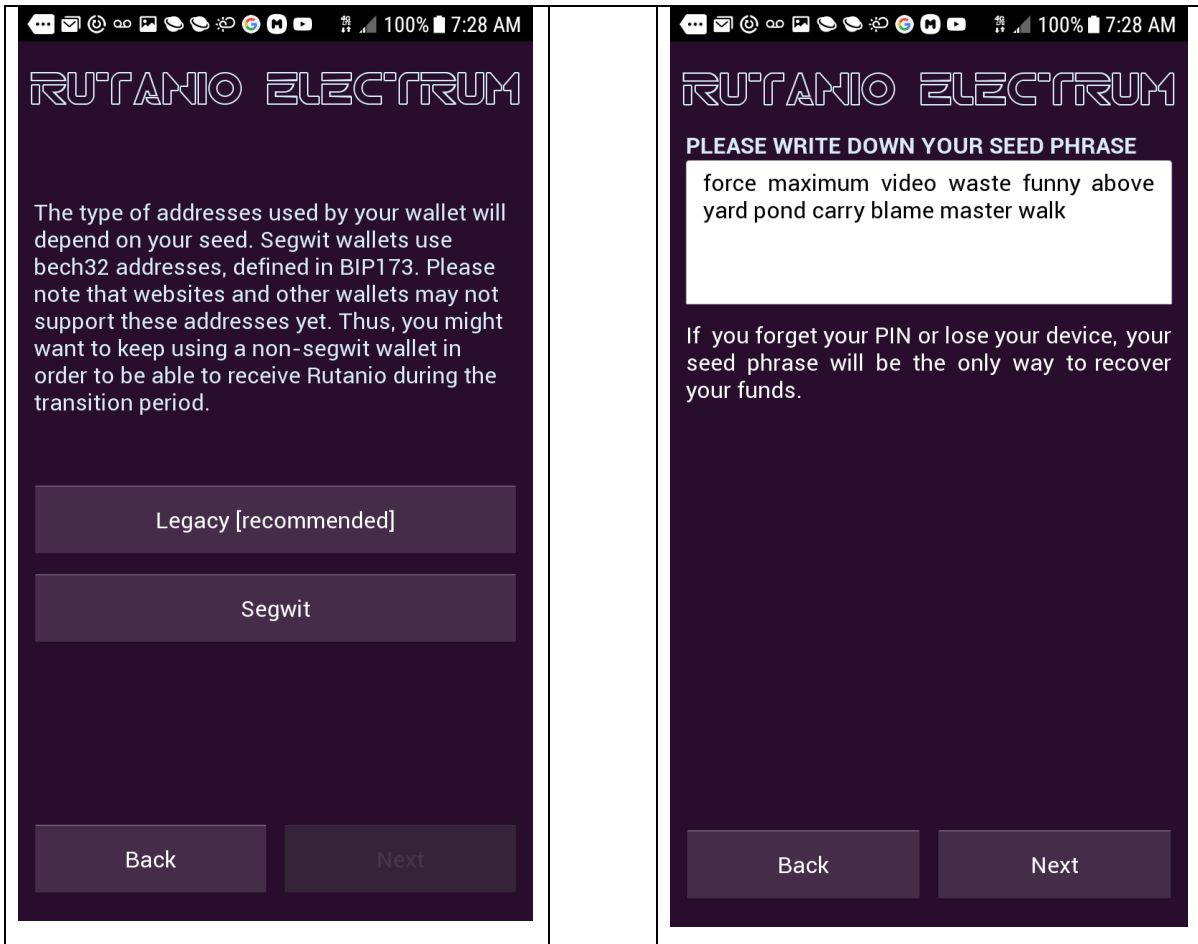 100% 7:28 AM
RUTANIO ELECTRUM
The type of addresses used by your wallet will
depend on your seed. Segwit wallets use
bech32 addresses, defined in BIP173. Please
note that websites and other wallets may not
support these addresses yet. Thus, you might
want to keep using a non-segwit wallet in
order to be able to receive Rutanio during the
transition period.
Legacy [recommended]
Segwit
Back Next
100% 7:28 AM
RUTANIO ELECTRUM
PLEASE WRITE DOWN YOUR SEED PHRASE
force maximum video waste funny above
yard pond carry blame master walk
If you forget your PIN or lose your device, your
seed phrase will be the only way to recover
your funds.
Back Next